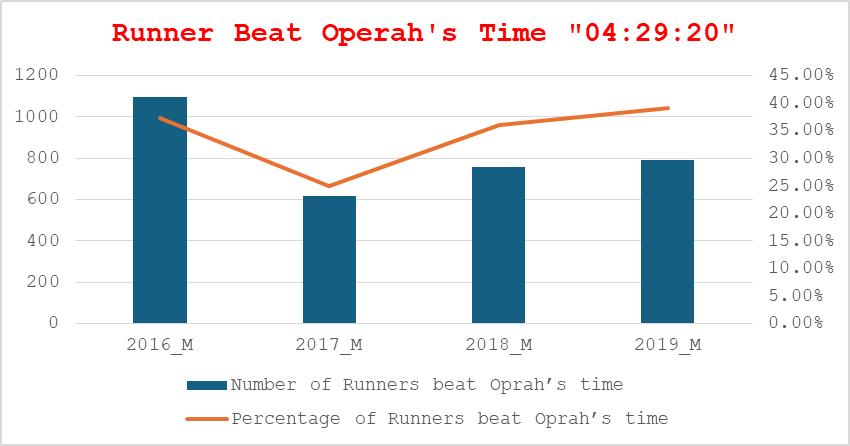 Runner Beat Operah's Time "04:29:20"
1200 45.00%
40.00%
1000 35.00%
800 30.00%
25.00%
600 20.00%
400 15.00%
10.00%
200 5.00%
0 0.00%
2016_M 2017_M 2018_M 2019_M
Number of Runners beat Oprah’s time
Percentage of Runners beat Oprah’s time